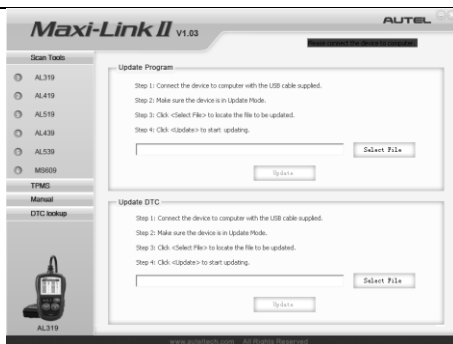 Maxi-Link II V1.03
AUTEL
Please connect the device to computer.
Scan Tools
AL319
AL419
AL519
AL439
AL539
MS609
TPMS
Manual
DTC lookup
AL319
Update Program
Step 1: Connect the device to computer with the USB cable supplied.
Step 2: Make sure the device is in Update Mode.
Step 3: Click <Select File> to locate the file to be updated.
Step 4: Click <Update> to start updating.
Select File
Update
Update DTC
Step 1: Connect the device to computer with the USB cable supplied.
Step 2: Make sure the device is in Update Mode.
Step 3: Click <Select File> to locate the file to be updated.
Step 4: Click <Update> to start updating.
Select File
Update
www.auteltech.com All Rights Reserved